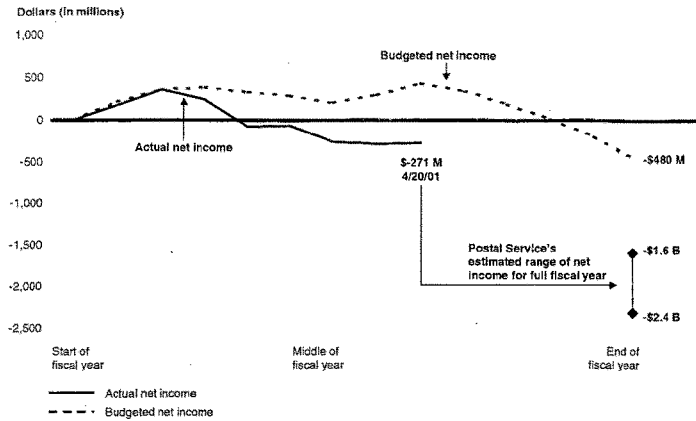 Dollars (in millions)
1,000
500
0
-500
-1,000
-1,500
-2,000
-2,500
Budgeted net income
Actual net income
$-271 M
4/20/01
-$480 M
Postal Service's
estimated range of net
income for full fiscal year
-$1.6 B
-$2.4 B
Start of
fiscal year
Middle of
fiscal year
End of
fiscal year
Actual net income
Budgeted net income